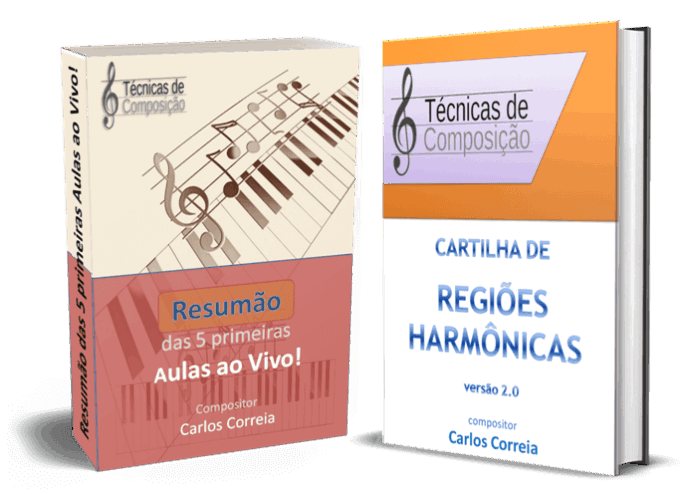 Resumão das 5 primeiras Aulas ao Vivo!
Técnicas de
Composição
Resumão
das 5 primeiras
Aulas ao Vivo!
Compositor
Carlos Correia
Técnicas de
Composição
CARTILHA DE
REGIÕES
HARMÔNICAS
versão 2.0
compositor
Carlos Correia